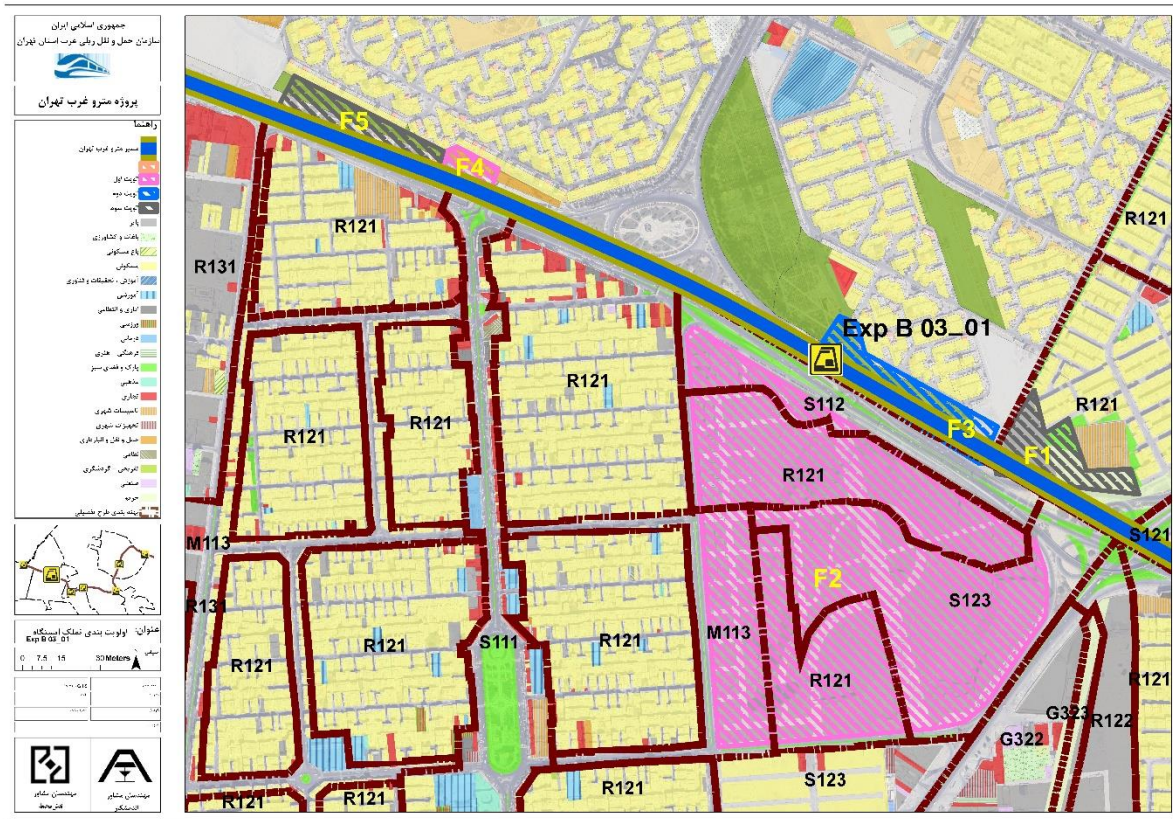 جمهوری اسلامی ایران
سازمان حمل و نقل ریلی غرب استان تهران
پروژه مترو غرب تهران
راهنما
مسیر مترو غرب تهران
اولویت اول
اولویت دوم
اولویت سوم
بایر
باغات و کشاورزی
باغ مسکونی
مسکونی
آموزش ، تحقیقات و فناوری
آموزشی
اداری و انتظامی
ورزشی
درمانی
فرهنگی - هنری
پارک و فضای سبز
مذهبی
تجاری
تاسیسات شهری
تجهیزات شهری
حمل و نقل و انبارداری
نظامی
تفریحی - گردشگری
صنعتی
حریم
پهنه بندی طرح تفصیلی
عنوان:
اولویت بندی تملک ایستگاه
Exp B 03_01
0 7.5 15 30 Meters
مهندسان مشاور
مهندسان مشاور
F5
F4
R121
R131
R121
Exp B 03_01
R121
R121
R121
S112
F3
F1
R121
R121
M113
S121
R131
F2
S123
R121
R121
S111
R121
M113
R121
R121
G323
R122
G322
R121
R121
R121
S123